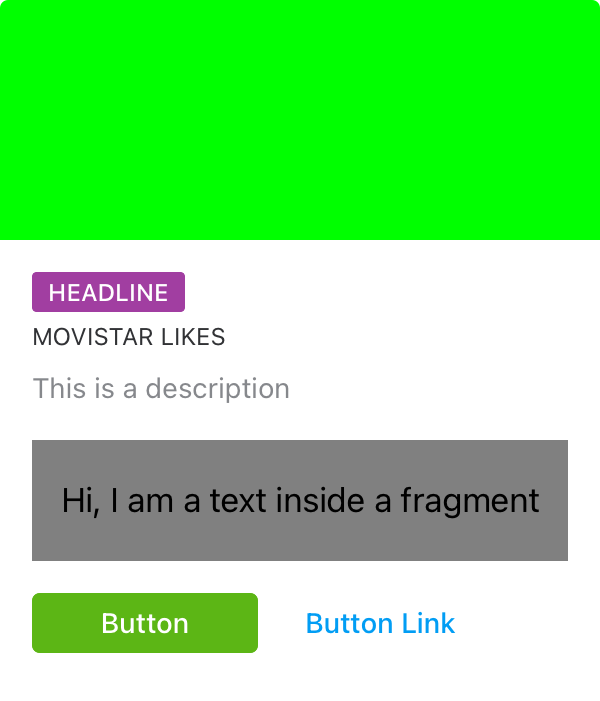 HEADLINE
MOVISTAR LIKES
This is a description
Hi, I am a text inside a fragment
Button
Button Link